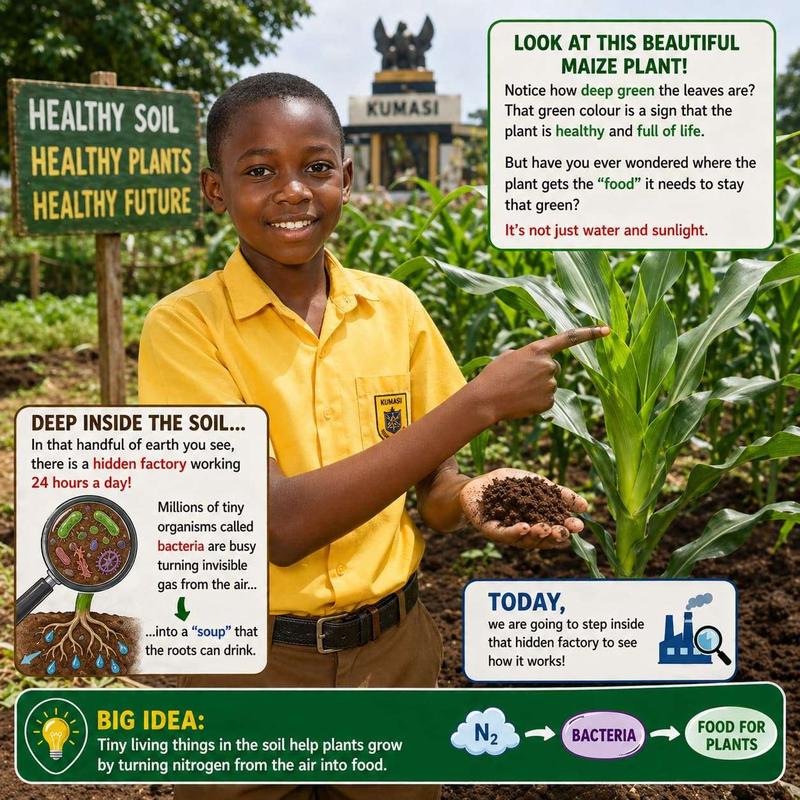 HEALTHY SOIL
HEALTHY PLANTS
HEALTHY FUTURE
KUMASI
LOOK AT THIS BEAUTIFUL
MAIZE PLANT!
Notice how deep green the leaves are?
That green colour is a sign that the
plant is healthy and full of life.
But have you ever wondered where the
plant gets the “food” it needs to stay
that green?
It's not just water and sunlight.
KUMASI
DEEP INSIDE THE SOIL...
In that handful of earth you see,
there is a hidden factory working
24 hours a day!
Millions of tiny
organisms called
bacteria are busy
turning invisible
gas from the air...
...into a “soup” that
the roots can drink.
TODAY,
we are going to step inside
that hidden factory to see
how it works!
BIG IDEA:
Tiny living things in the soil help plants grow
by turning nitrogen from the air into food.
N₂
BACTERIA
FOOD FOR
PLANTS